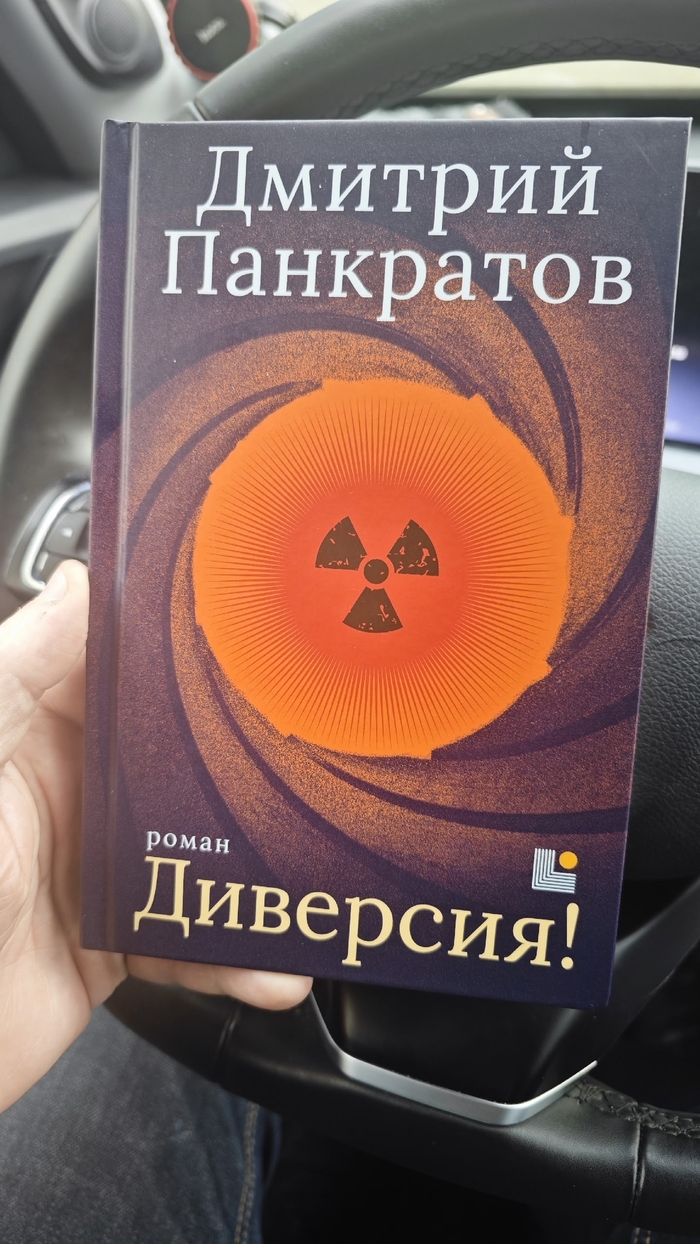 Дмитрий
Панкратов
роман
Диверсия!